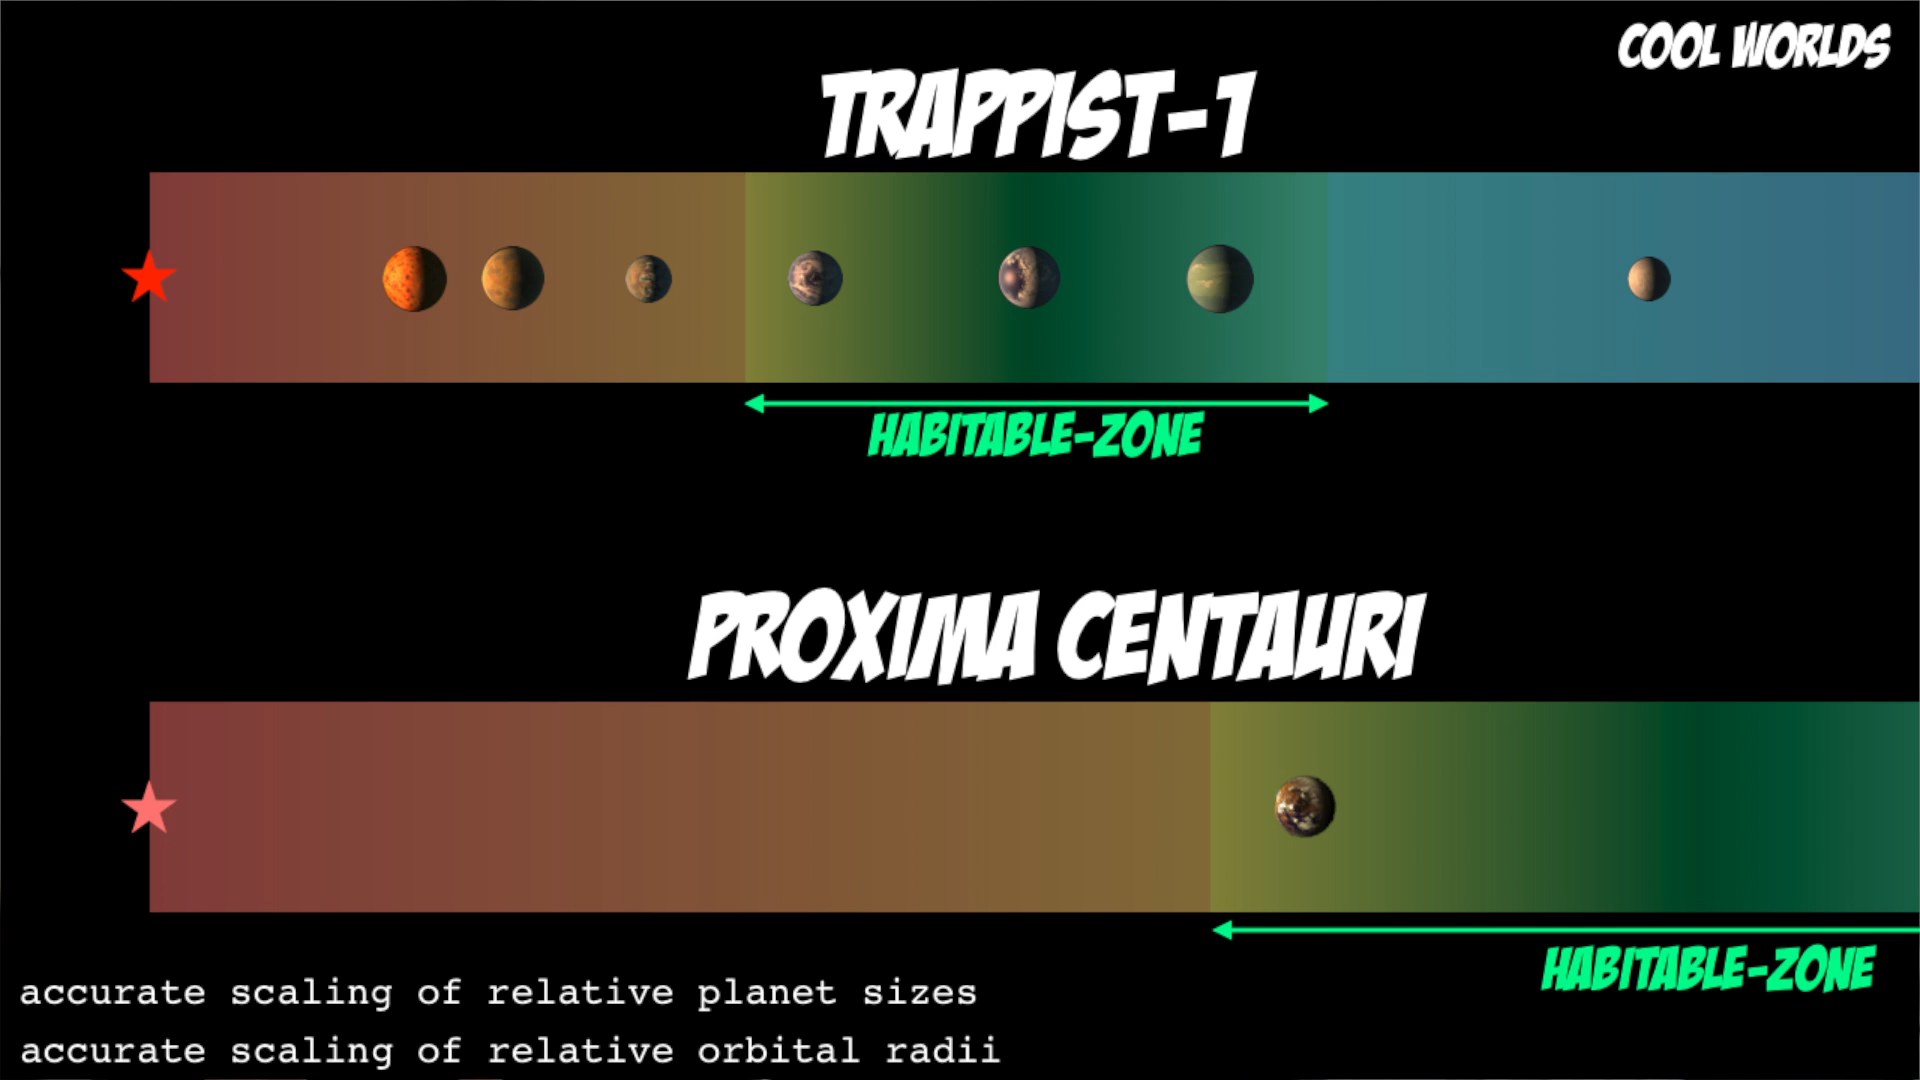 COOL WORLDS
TRAPPIST-1
HABITABLE-ZONE
PROXIMA CENTAURI
HABITABLE-ZONE
accurate scaling of relative planet sizes
accurate scaling of relative orbital radii